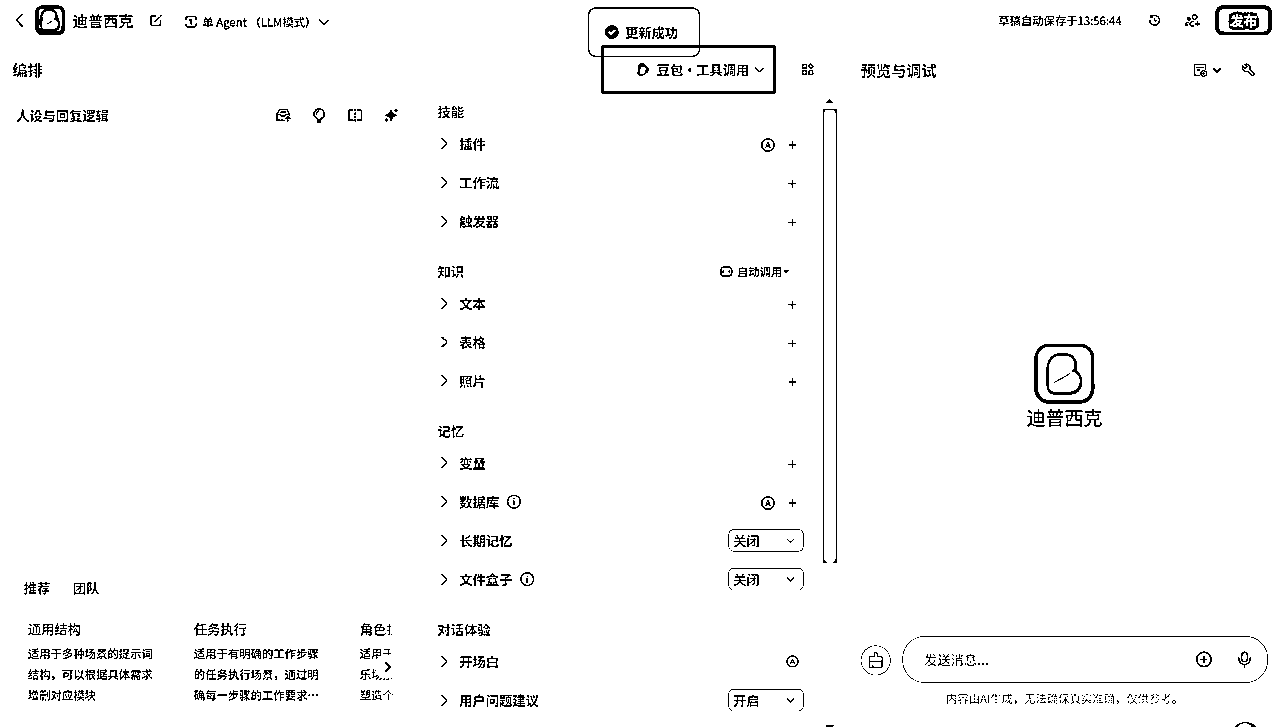 迪普西克
单 Agent（LLM模式）
更新成功
草稿自动保存于13:56:44
发布
编排
豆包·工具调用
预览与调试
人设与回复逻辑
技能
插件
工作流
触发器
知识
自动调用
文本
表格
照片
记忆
变量
数据库
长期记忆
关闭
文件盒子
关闭
对话体验
开场白
用户问题建议
开启
推荐
团队
通用结构
适用于多种场景的提示词
结构，可以根据具体需求
增删对应模块
任务执行
适用于有明确的工作步骤
的任务执行场景，通过明
确每一步骤的工作要求…
角色
适用
塑造个
迪普西克
发送消息...
内容由AI生成，无法确保真实准确，仅供参考。